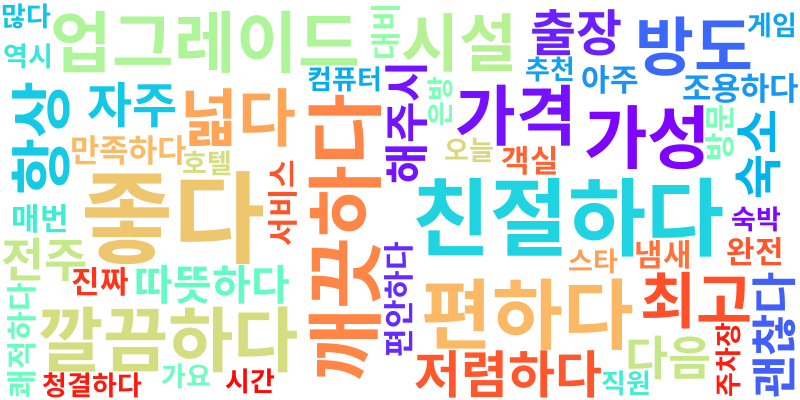 많다
업그레이드
대비
시설
출장
방도
게임
역시
컴퓨터
추천
아주
조용하다
항상
자주
넓다
해주시
은방
가격
가성
방문
숙소
만족하다
호텔
오늘
객실
좋다
서비스
깨끗하다
친절하다
숙박
매번
전주
진짜
따뜻하다
편안하다
스타
냄새
완전
쾌적하다
깔끔하다
편하다
최고
괜찮다
청결하다
가요
시간
저렴하다
직원
다음
주차장